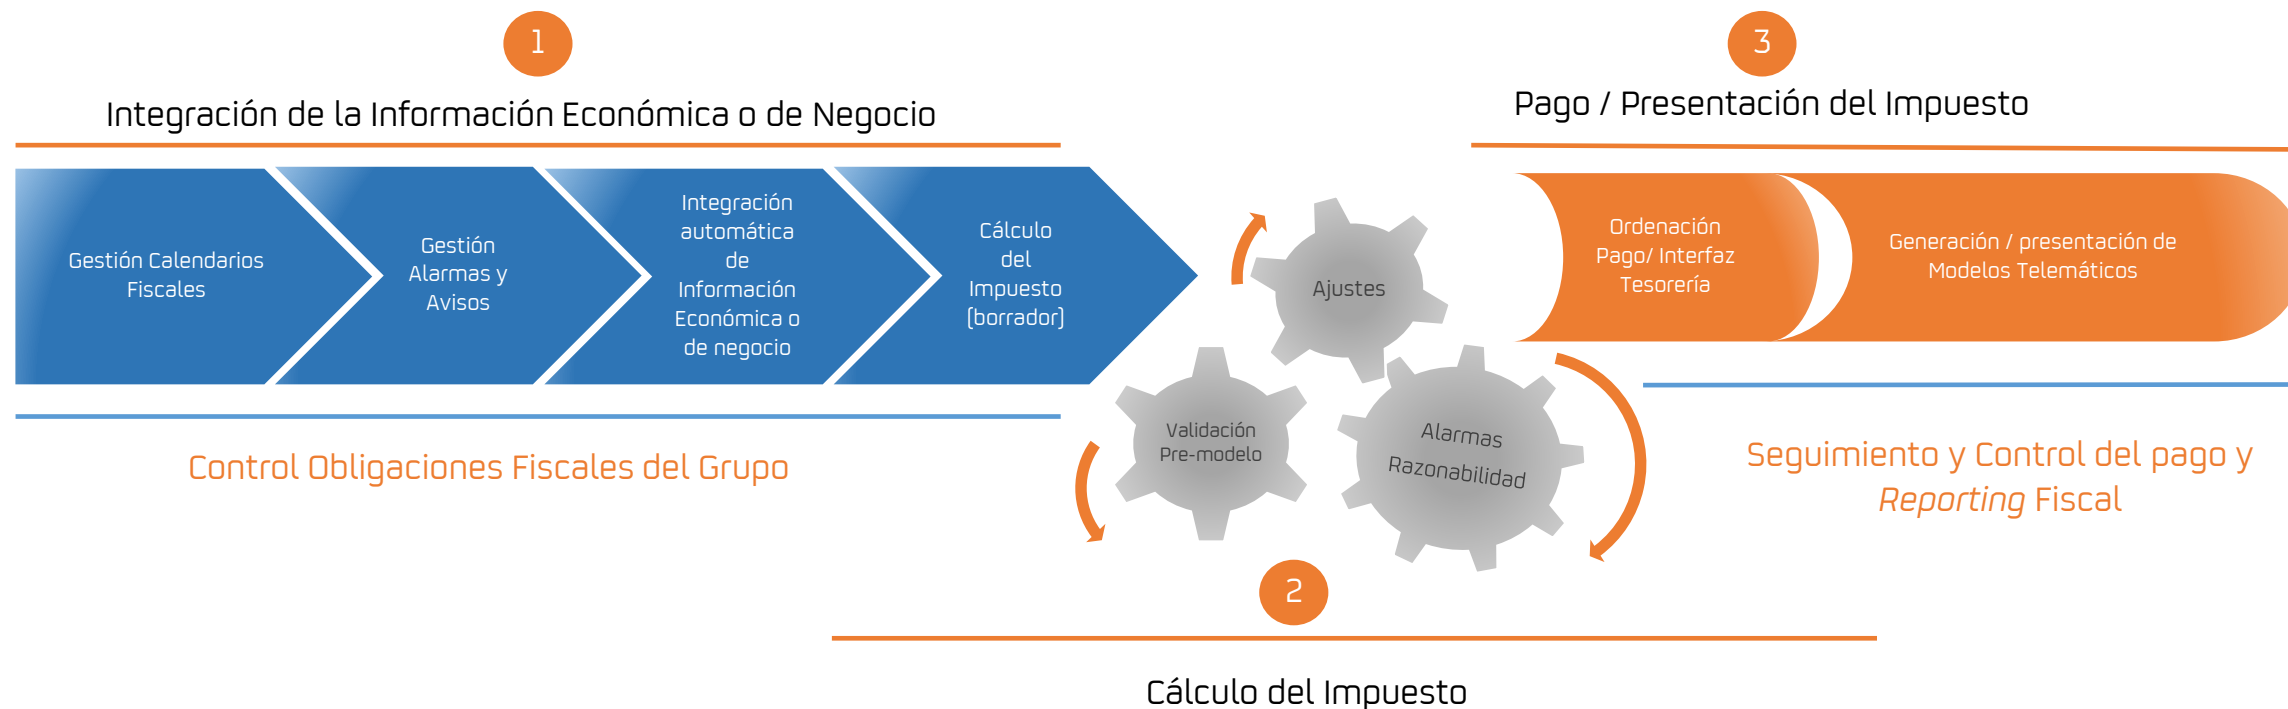 1
Integración de la Información Económica o de Negocio
Gestión Calendarios
Fiscales
Gestión
Alarmas y
Avisos
Integración
automática
de
Información
Económica o
de negocio
Cálculo
del
Impuesto
(borrador)
Control Obligaciones Fiscales del Grupo
Ajustes
Validación
Pre-modelo
Alarmas
Razonabilidad
2
Cálculo del Impuesto
3
Pago / Presentación del Impuesto
Ordenación
Pago/ Interfaz
Tesorería
Generación / presentación de
Modelos Telemáticos
Seguimiento y Control del pago y
Reporting Fiscal